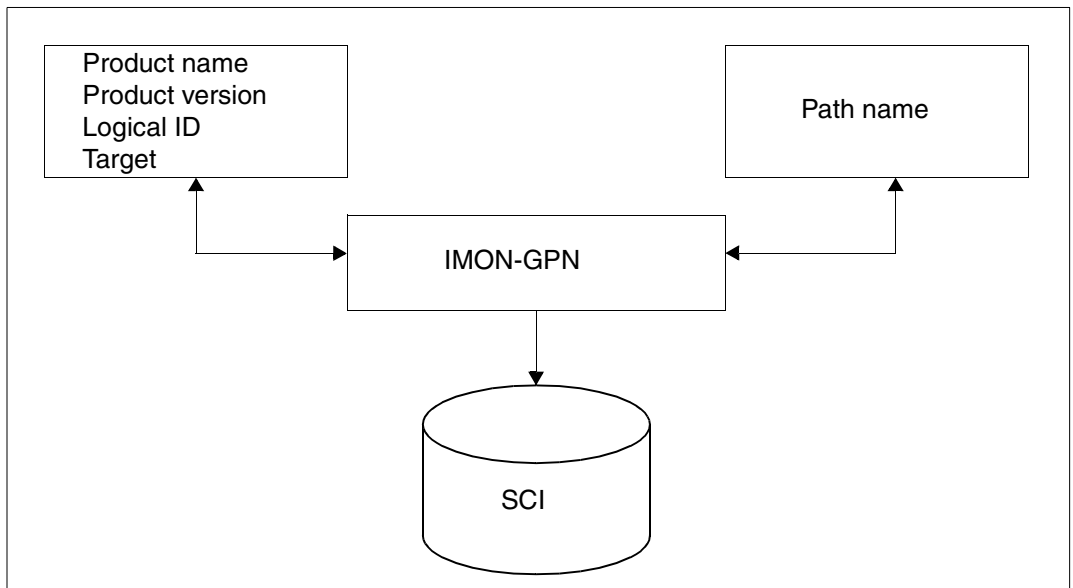 Product name
Product version
Logical ID
Target
Path name
IMON-GPN
SCI